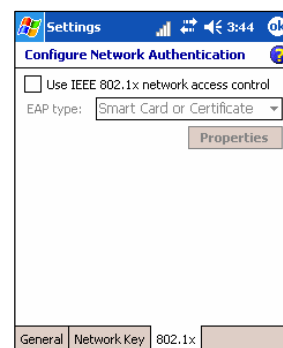 Settings 3:44 ok
Configure Network Authentication ?
Use IEEE 802.1x network access control
EAP type: Smart Card or Certificate
Properties
General Network Key 802.1x